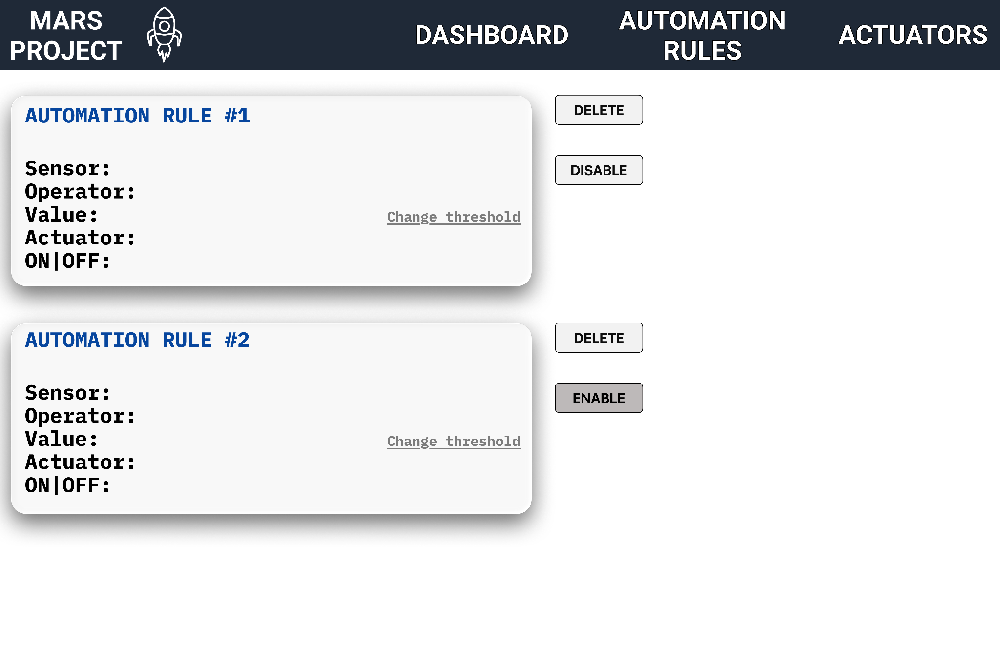 MARS
PROJECT
DASHBOARD
AUTOMATION
RULES
ACTUATORS
AUTOMATION RULE #1
Sensor:
Operator:
Value:
Change threshold
Actuator:
ON|OFF:
DELETE
DISABLE
AUTOMATION RULE #2
Sensor:
Operator:
Value:
Change threshold
Actuator:
ON|OFF:
DELETE
ENABLE